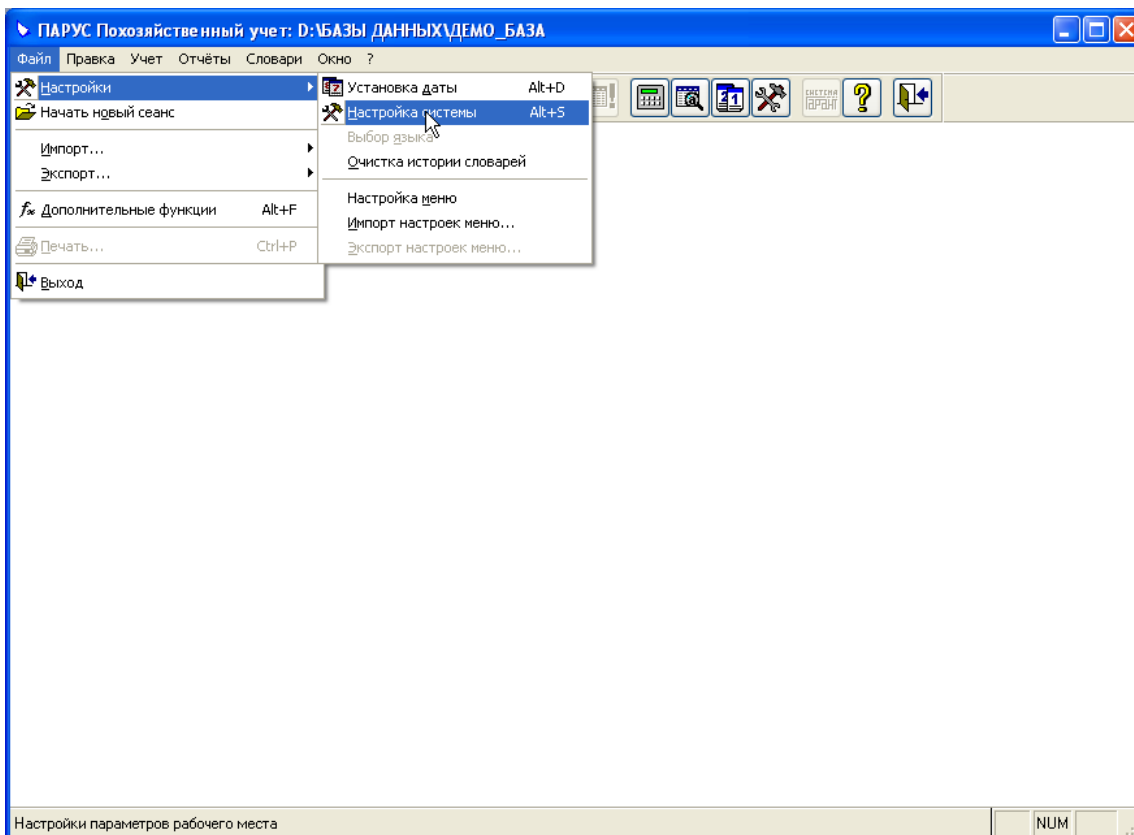 ПАРУС Похозяйственный учет: D:\БАЗЫ ДАННЫХ\ДЕМО_БАЗА
Файл Правка Учет Отчёты Словари Окно ?
Настройки
Начать новый сеанс
Импорт...
Экспорт...
Дополнительные функции Alt+F
Печать... Ctrl+P
Выход
Установка даты Alt+D
Настройка системы Alt+S
Выбор языка
Очистка истории словарей
Настройка меню
Импорт настроек меню...
Экспорт настроек меню...
СИСТЕМА
ГАРАНТ
Настройки параметров рабочего места
NUM